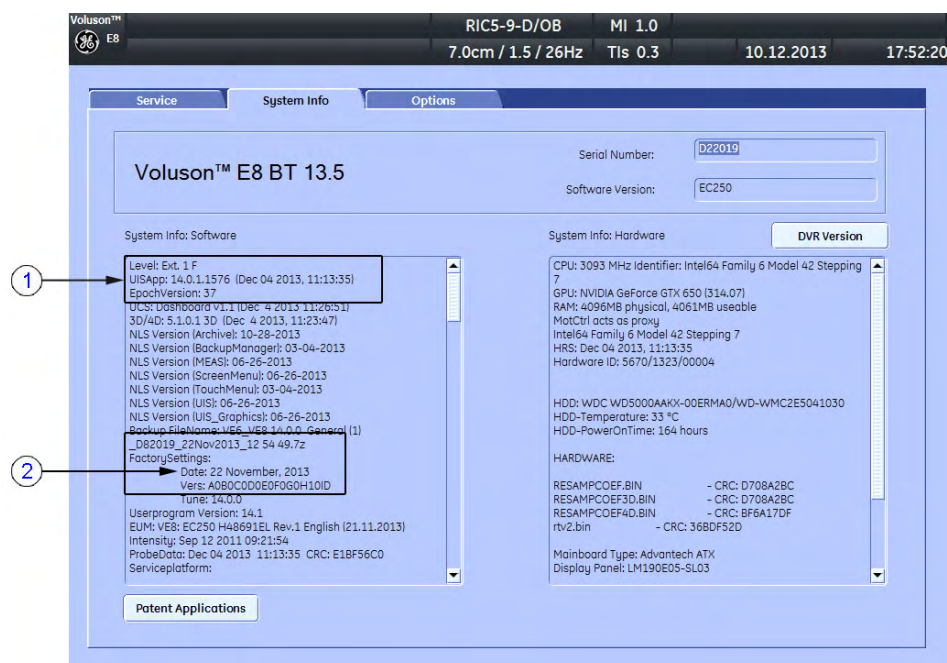 Voluson™
E8
RIC5-9-D/OB MI 1.0
7.0cm / 1.5 / 26Hz TIs 0.3 10.12.2013 17:52:20
Service System Info Options
Voluson™ E8 BT 13.5
Serial Number: D22019
Software Version: EC250
System Info: Software
Level: Ext. 1 F
UISApp: 14.0.1.1576 (Dec 04 2013, 11:13:35)
EpochVersion: 37
UCS: Dashboard v1.1 (Dec 4 2013 11:26:51)
3D/4D: 5.1.0.1 3D (Dec 4 2013, 11:23:47)
NLS Version (Archive): 10-28-2013
NLS Version (BackupManager): 03-04-2013
NLS Version (MEAS): 06-26-2013
NLS Version (ScreenMenu): 06-26-2013
NLS Version (TouchMenu): 03-04-2013
NLS Version (UIS): 06-26-2013
NLS Version (UIS_Graphics): 06-26-2013
Backup FileName: VE6_VE8 14.0.0 General (1)
_D82019_22Nov2013_12 54 49.7z
FactorySettings:
Date: 22 November, 2013
Vers: A0B0C0D0E0F0G0H10ID
Tune: 14.0.0
Userprogram Version: 14.1
EUM: VE8: EC250 H48691EL Rev.1 English (21.11.2013)
Intensity: Sep 12 2011 09:21:54
ProbeData: Dec 04 2013 11:13:35 CRC: E1BF56C0
Serviceplatform:
1
2
Patent Applications
System Info: Hardware
DVR Version
CPU: 3093 MHz Identifier: Intel64 Family 6 Model 42 Stepping
7
GPU: NVIDIA GeForce GTX 650 (314.07)
RAM: 4096MB physical, 4061MB useable
MotCtrl acts as proxy
Intel64 Family 6 Model 42 Stepping 7
HRS: Dec 04 2013, 11:13:35
Hardware ID: 5670/1323/00004
HDD: WDC WD5000AAKX-00ERMA0/WD-WMC2E5041030
HDD-Temperature: 33 °C
HDD-PowerOnTime: 164 hours
HARDWARE:
RESAMPCOEF.BIN - CRC: D708A2BC
RESAMPCOEF3D.BIN - CRC: D708A2BC
RESAMPCOEF4D.BIN - CRC: BF6A17DF
rtv2.bin - CRC: 36BDF52D
Mainboard Type: Advantech ATX
Display Panel: LM190E05-SL03